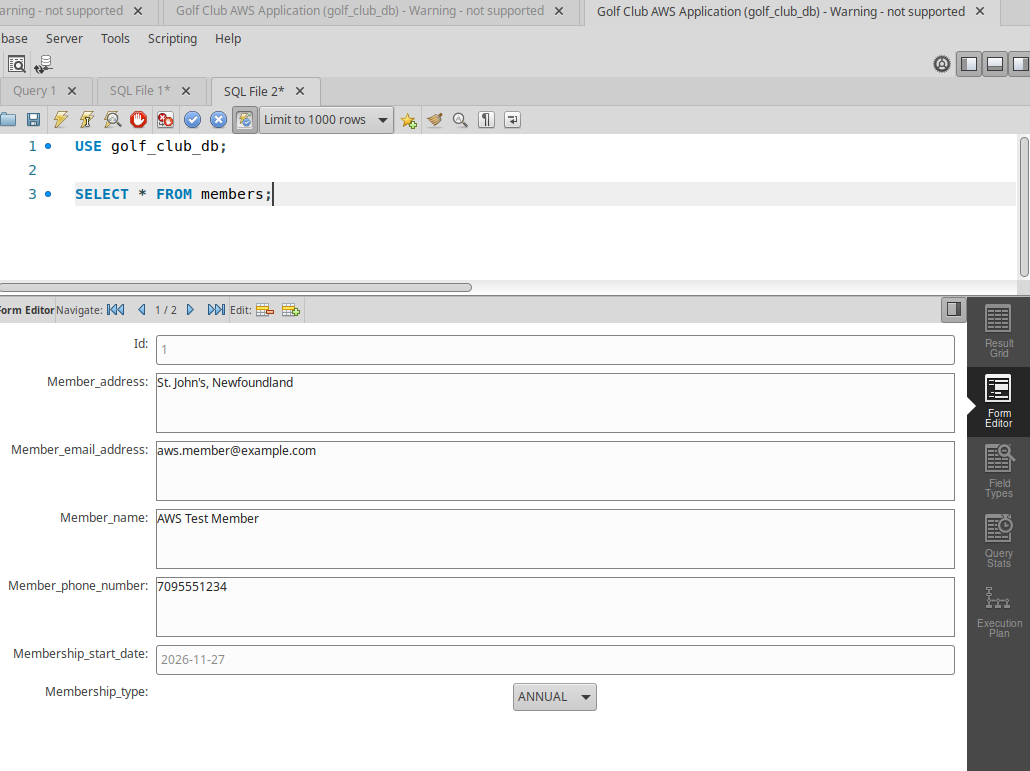 arning - not supported × Golf Club AWS Application (golf_club_db) - Warning - not supported × Golf Club AWS Application (golf_club_db) - Warning - not supported ×
base Server Tools Scripting Help
Query 1 × SQL File 1* × SQL File 2* ×
Limit to 1000 rows
1 USE golf_club_db;
2
3 SELECT * FROM members;
Form Editor Navigate: 1 / 2 Edit:
Id: 1
Member_address: St. John's, Newfoundland
Member_email_address: aws.member@example.com
Member_name: AWS Test Member
Member_phone_number: 7095551234
Membership_start_date: 2026-11-27
Membership_type: ANNUAL
Result
Grid
Form
Editor
Field
Types
Query
Stats
Execution
Plan